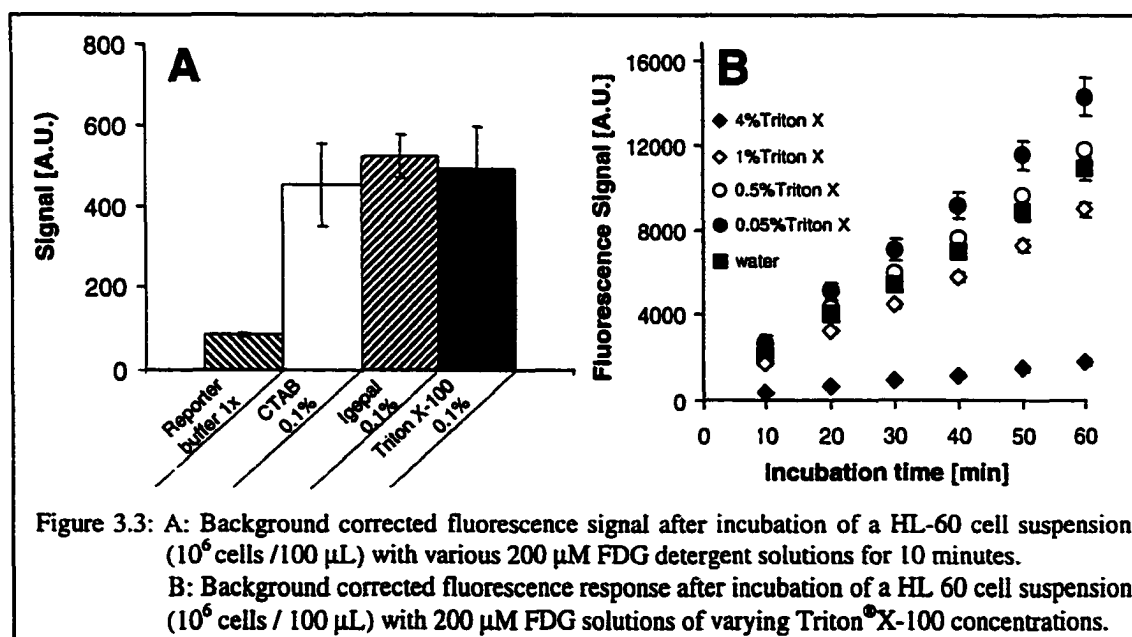 A
800
600
400
200
0
Signal [A.U.]
Reporter
buffer 1x
CTAB
0.1%
Igepal
0.1%
Triton X-100
0.1%
B
16000
12000
8000
4000
0
Fluorescence Signal [A.U.]
4%Triton X
1%Triton X
0.5%Triton X
0.05%Triton X
water
0 10 20 30 40 50 60
Incubation time [min]
Figure 3.3: A: Background corrected fluorescence signal after incubation of a HL-60 cell suspension
(10⁶ cells /100 µL) with various 200 µM FDG detergent solutions for 10 minutes.
B: Background corrected fluorescence response after incubation of a HL 60 cell suspension
(10⁶ cells / 100 µL) with 200 µM FDG solutions of varying Triton®X-100 concentrations.